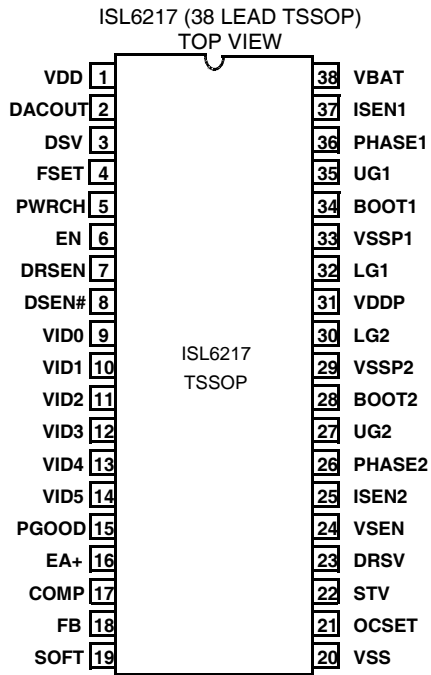 ISL6217 (38 LEAD TSSOP)
TOP VIEW
VDD 1
DACOUT 2
DSV 3
FSET 4
PWRCH 5
EN 6
DRSEN 7
DSEN# 8
VID0 9
VID1 10
VID2 11
VID3 12
VID4 13
VID5 14
PGOOD 15
EA+ 16
COMP 17
FB 18
SOFT 19
ISL6217
TSSOP
38 VBAT
37 ISEN1
36 PHASE1
35 UG1
34 BOOT1
33 VSSP1
32 LG1
31 VDDP
30 LG2
29 VSSP2
28 BOOT2
27 UG2
26 PHASE2
25 ISEN2
24 VSEN
23 DRSV
22 STV
21 OCSET
20 VSS